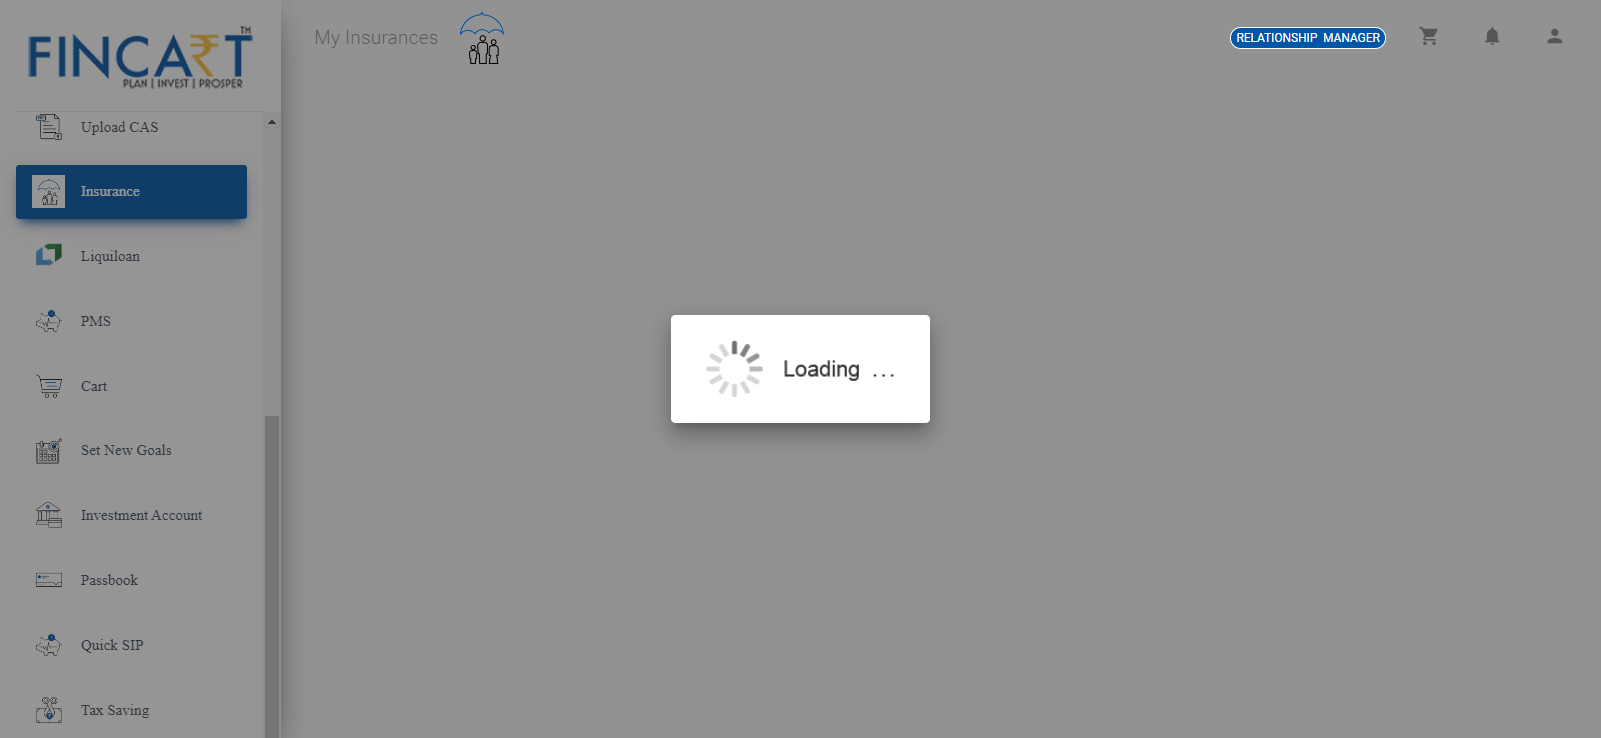 FINCART TM
PLAN | INVEST | PROSPER
My Insurances
RELATIONSHIP MANAGER
Upload CAS
Insurance
Liquiloan
PMS
Cart
Set New Goals
Investment Account
Passbook
Quick SIP
Tax Saving
Loading ...